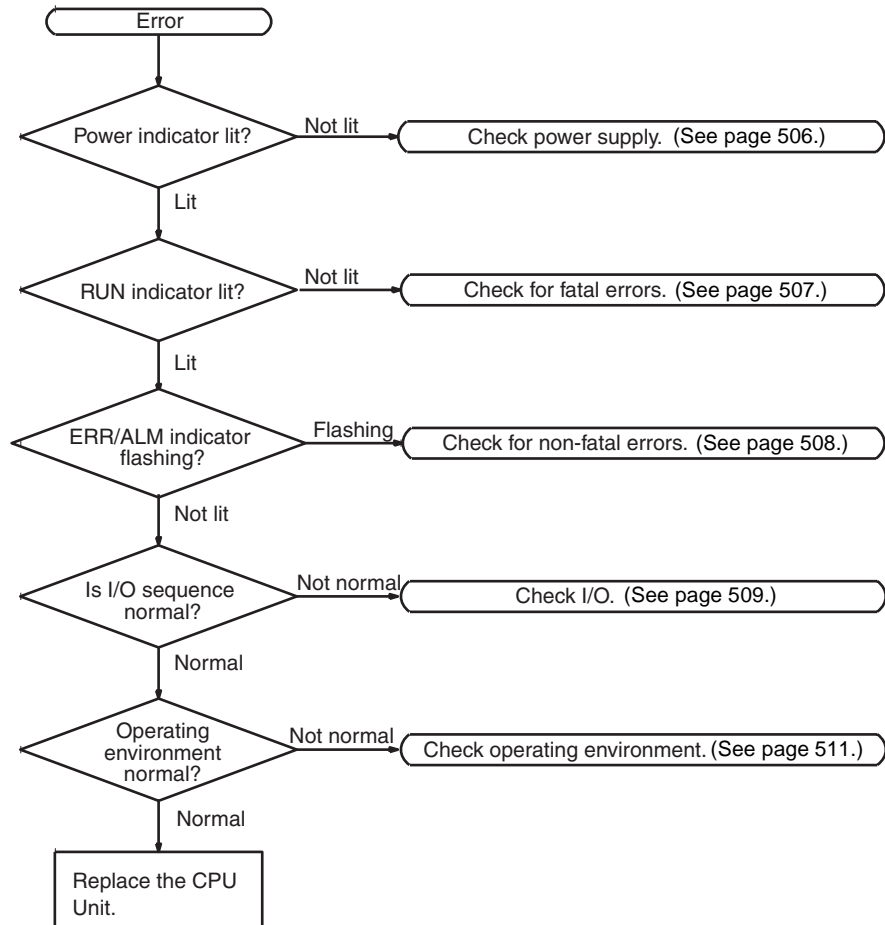 Error
Power indicator lit?
Not lit
Check power supply. (See page 506.)
Lit
RUN indicator lit?
Not lit
Check for fatal errors. (See page 507.)
Lit
ERR/ALM indicator
flashing?
Flashing
Check for non-fatal errors. (See page 508.)
Not lit
Is I/O sequence
normal?
Not normal
Check I/O. (See page 509.)
Normal
Operating
environment
normal?
Not normal
Check operating environment. (See page 511.)
Normal
Replace the CPU
Unit.